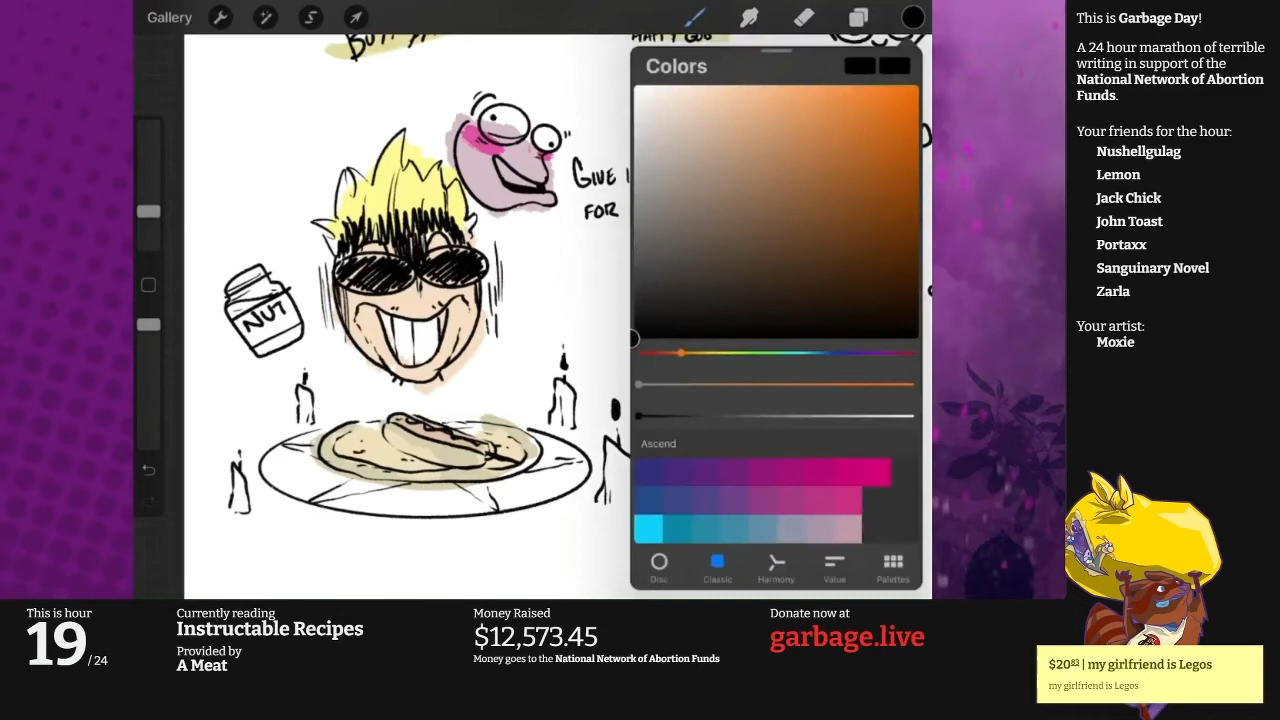 Gallery
Colors
GIVE
FOR
NUT
Ascend
Disc
Classic
Harmony
Value
Palettes
This is Garbage Day!
A 24 hour marathon of terrible
writing in support of the
National Network of Abortion
Funds.
Your friends for the hour:
Nushellgulag
Lemon
Jack Chick
John Toast
Portaxx
Sanguinary Novel
Zarla
Your artist:
Moxie
This is hour
19 / 24
Currently reading
Instructable Recipes
Provided by
A Meat
Money Raised
$12,573.45
Money goes to the National Network of Abortion Funds
Donate now at
garbage.live
$20.83 | my girlfriend is Legos
my girlfriend is Legos